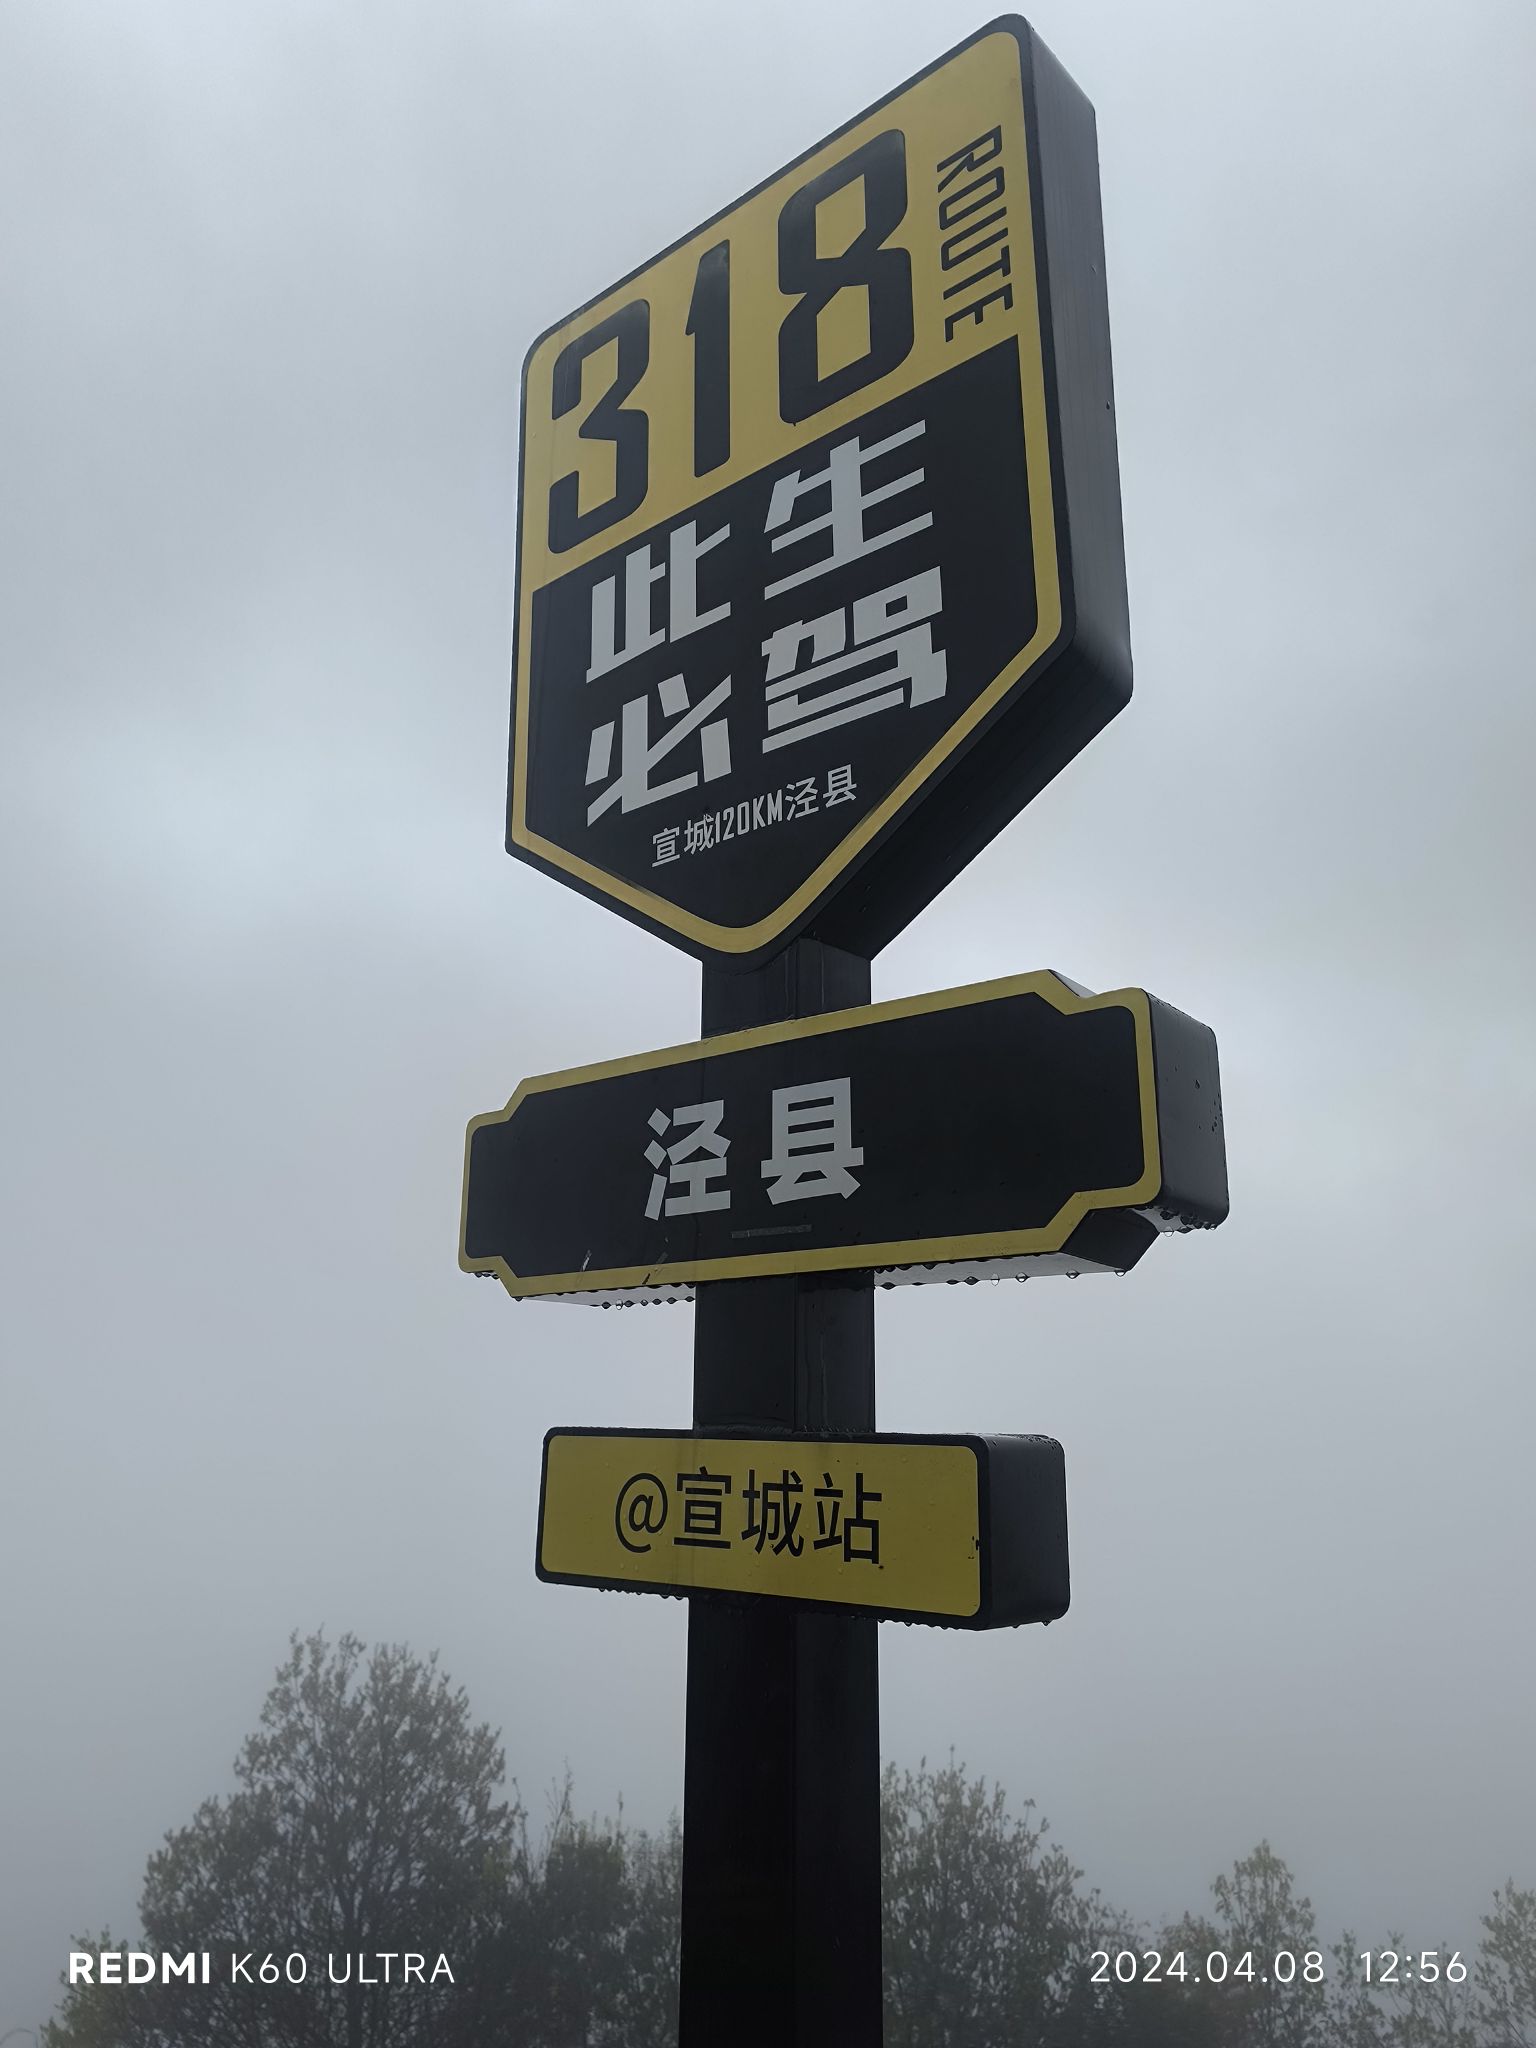 318 ROUTE
此生
必驾
宣城120KM泾县
泾县
@宣城站
REDMI K60 ULTRA
2024.04.08 12:56